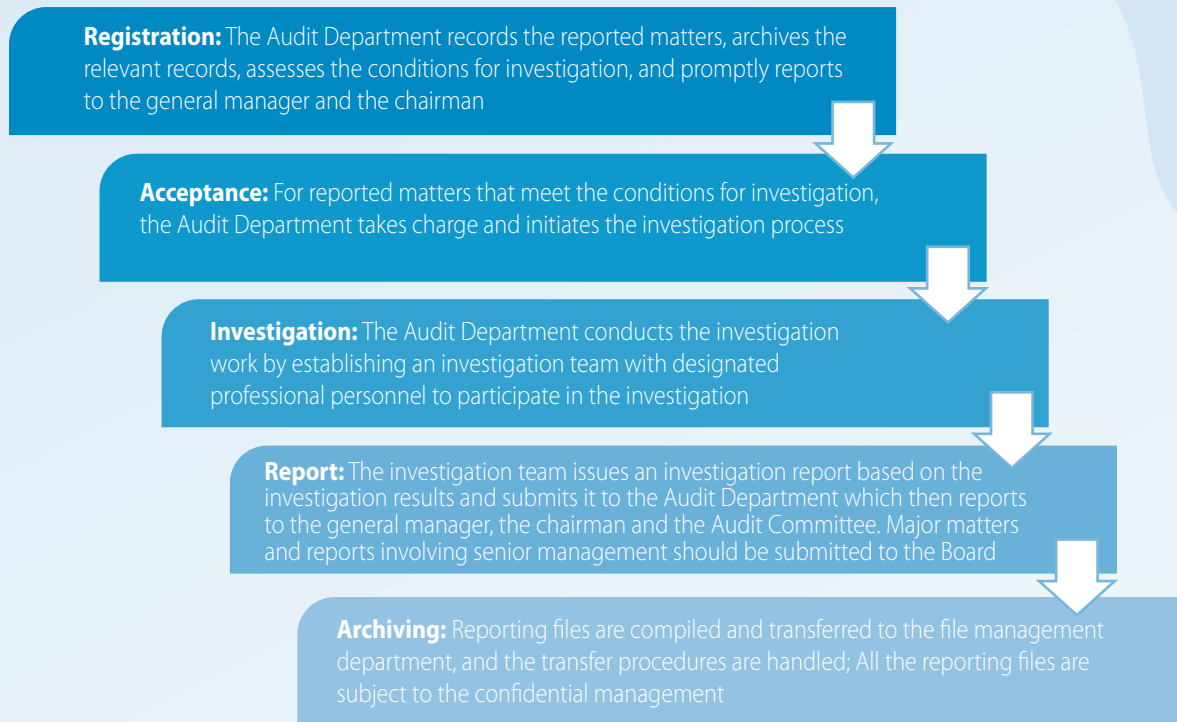 Registration: The Audit Department records the reported matters, archives the
relevant records, assesses the conditions for investigation, and promptly reports
to the general manager and the chairman
Acceptance: For reported matters that meet the conditions for investigation,
the Audit Department takes charge and initiates the investigation process
Investigation: The Audit Department conducts the investigation
work by establishing an investigation team with designated
professional personnel to participate in the investigation
Report: The investigation team issues an investigation report based on the
investigation results and submits it to the Audit Department which then reports
to the general manager, the chairman and the Audit Committee. Major matters
and reports involving senior management should be submitted to the Board
Archiving: Reporting files are compiled and transferred to the file management
department, and the transfer procedures are handled; All the reporting files are
subject to the confidential management